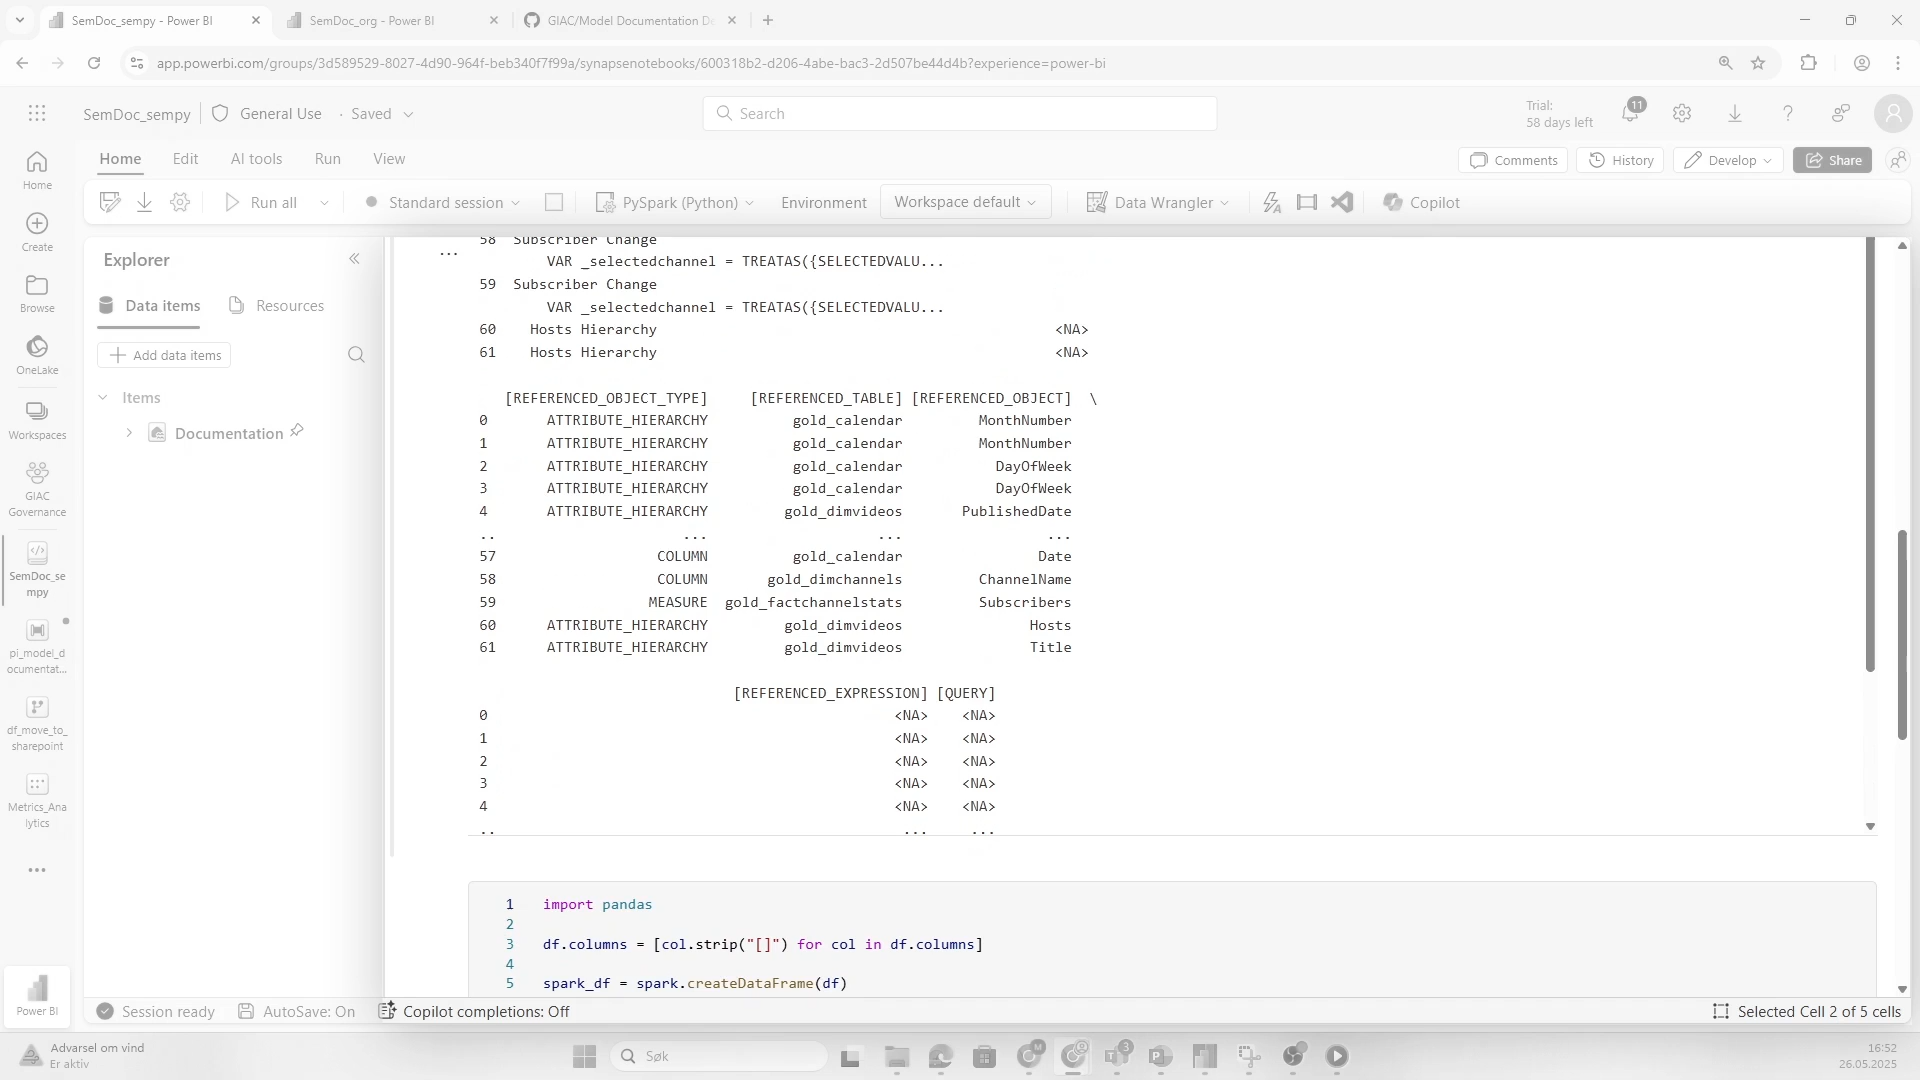 SemDoc_sempy - Power BI
SemDoc_org - Power BI
GIAC/Model Documentation De
app.powerbi.com/groups/3d589529-8027-4d90-964f-beb340f7f99a/synapsenotebooks/600318b2-d206-4abe-bac3-2d507be44d4b?experience=power-bi
SemDoc_sempy
General Use
· Saved
Search
Trial:
58 days left
11
Home
Edit
AI tools
Run
View
Comments
History
Develop
Share
Run all
Standard session
PySpark (Python)
Environment
Workspace default
Data Wrangler
Copilot
Home
Create
Browse
OneLake
Workspaces
GIAC
Governance
SemDoc_se
mpy
pi_model_d
ocumentat...
df_move_to_
sharepoint
Metrics_Ana
lytics
...
Power BI
Explorer
Data items
Resources
Add data items
Items
Documentation
...
58 Subscriber Change
VAR _selectedchannel = TREATAS({SELECTEDVALU...
59 Subscriber Change
VAR _selectedchannel = TREATAS({SELECTEDVALU...
60 Hosts Hierarchy <NA>
61 Hosts Hierarchy <NA>
[REFERENCED_OBJECT_TYPE] [REFERENCED_TABLE] [REFERENCED_OBJECT] \
0 ATTRIBUTE_HIERARCHY gold_calendar MonthNumber
1 ATTRIBUTE_HIERARCHY gold_calendar MonthNumber
2 ATTRIBUTE_HIERARCHY gold_calendar DayOfWeek
3 ATTRIBUTE_HIERARCHY gold_calendar DayOfWeek
4 ATTRIBUTE_HIERARCHY gold_dimvideos PublishedDate
.. ... ... ...
57 COLUMN gold_calendar Date
58 COLUMN gold_dimchannels ChannelName
59 MEASURE gold_factchannelstats Subscribers
60 ATTRIBUTE_HIERARCHY gold_dimvideos Hosts
61 ATTRIBUTE_HIERARCHY gold_dimvideos Title
[REFERENCED_EXPRESSION] [QUERY]
0 <NA> <NA>
1 <NA> <NA>
2 <NA> <NA>
3 <NA> <NA>
4 <NA> <NA>
.. ... ...
1 import pandas
2
3 df.columns = [col.strip("[]") for col in df.columns]
4
5 spark_df = spark.createDataFrame(df)
Session ready
AutoSave: On
Copilot completions: Off
Selected Cell 2 of 5 cells
Advarsel om vind
Er aktiv
Søk
3
16:52
26.05.2025